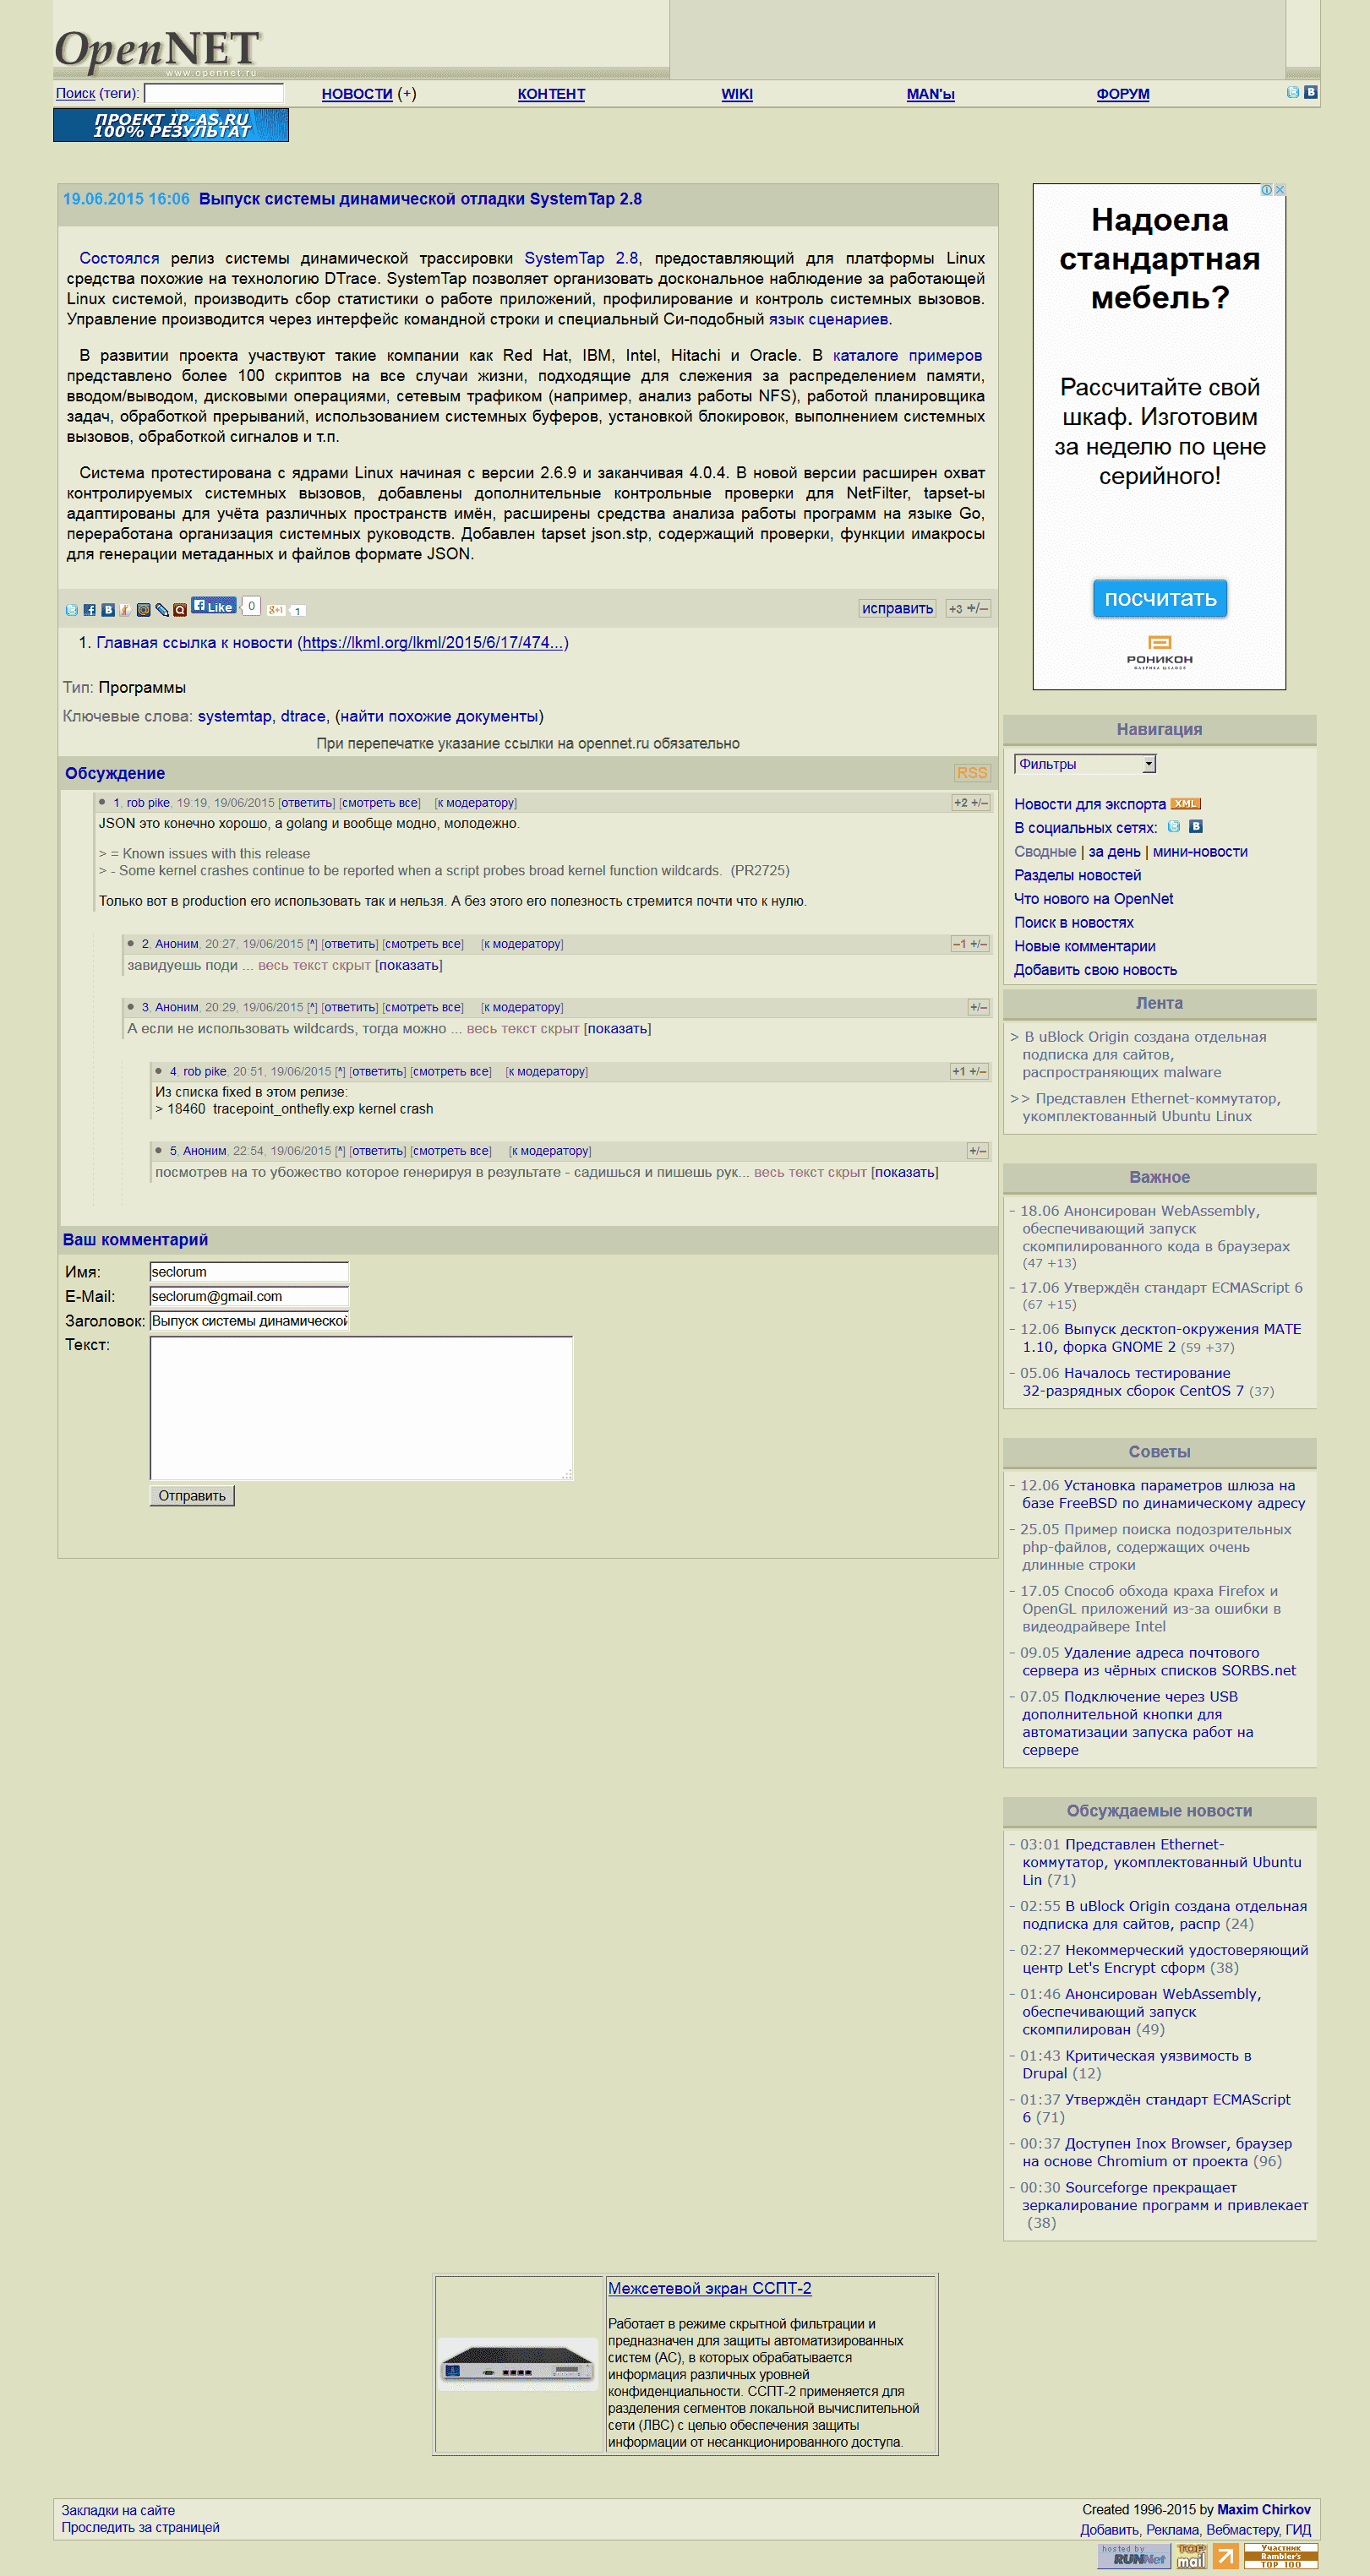 OpenNET
www.opennet.ru
Поиск (теги):
НОВОСТИ (+)
КОНТЕНТ
WIKI
MAN'ы
ФОРУМ
ПРОЕКТ IP-AS.RU
100% РЕЗУЛЬТАТ
19.06.2015 16:06 Выпуск системы динамической отладки SystemTap 2.8
Состоялся релиз системы динамической трассировки SystemTap 2.8, предоставляющий для платформы Linux
средства похожие на технологию DTrace. SystemTap позволяет организовать доскональное наблюдение за работающей
Linux системой, производить сбор статистики о работе приложений, профилирование и контроль системных вызовов.
Управление производится через интерфейс командной строки и специальный Си-подобный язык сценариев.
В развитии проекта участвуют такие компании как Red Hat, IBM, Intel, Hitachi и Oracle. В каталоге примеров
представлено более 100 скриптов на все случаи жизни, подходящие для слежения за распределением памяти,
вводом/выводом, дисковыми операциями, сетевым трафиком (например, анализ работы NFS), работой планировщика
задач, обработкой прерываний, использованием системных буферов, установкой блокировок, выполнением системных
вызовов, обработкой сигналов и т.п.
Система протестирована с ядрами Linux начиная с версии 2.6.9 и заканчивая 4.0.4. В новой версии расширен охват
контролируемых системных вызовов, добавлены дополнительные контрольные проверки для NetFilter, tapset-ы
адаптированы для учёта различных пространств имён, расширены средства анализа работы программ на языке Go,
переработана организация системных руководств. Добавлен tapset json.stp, содержащий проверки, функции имакросы
для генерации метаданных и файлов формате JSON.
Like 0 g+1 1
исправить +3 +/–
1. Главная ссылка к новости (https://lkml.org/lkml/2015/6/17/474...)
Тип: Программы
Ключевые слова: systemtap, dtrace, (найти похожие документы)
При перепечатке указание ссылки на opennet.ru обязательно
Обсуждение
RSS
1, rob pike, 19:19, 19/06/2015 [ответить] [смотреть все] [к модератору] +2 +/–
JSON это конечно хорошо, а golang и вообще модно, молодежно.
> = Known issues with this release
> - Some kernel crashes continue to be reported when a script probes broad kernel function wildcards. (PR2725)
Только вот в production его использовать так и нельзя. А без этого его полезность стремится почти что к нулю.
2, Аноним, 20:27, 19/06/2015 [^] [ответить] [смотреть все] [к модератору] –1 +/–
завидуешь поди ... весь текст скрыт [показать]
3, Аноним, 20:29, 19/06/2015 [^] [ответить] [смотреть все] [к модератору] +/–
А если не использовать wildcards, тогда можно ... весь текст скрыт [показать]
4, rob pike, 20:51, 19/06/2015 [^] [ответить] [смотреть все] [к модератору] +1 +/–
Из списка fixed в этом релизе:
> 18460 tracepoint_onthefly.exp kernel crash
5, Аноним, 22:54, 19/06/2015 [^] [ответить] [смотреть все] [к модератору] +/–
посмотрев на то убожество которое генерируя в результате - садишься и пишешь рук... весь текст скрыт [показать]
Ваш комментарий
Имя: seclorum
E-Mail: seclorum@gmail.com
Заголовок: Выпуск системы динамической
Текст:
Отправить
Надоела
стандартная
мебель?
Рассчитайте свой
шкаф. Изготовим
за неделю по цене
серийного!
посчитать
РОНИКОН
ФАБРИКА ШКАФОВ
Навигация
Фильтры
Новости для экспорта XML
В социальных сетях:
Сводные | за день | мини-новости
Разделы новостей
Что нового на OpenNet
Поиск в новостях
Новые комментарии
Добавить свою новость
Лента
> В uBlock Origin создана отдельная
подписка для сайтов,
распространяющих malware
>> Представлен Ethernet-коммутатор,
укомплектованный Ubuntu Linux
Важное
- 18.06 Анонсирован WebAssembly,
обеспечивающий запуск
скомпилированного кода в браузерах
(47 +13)
- 17.06 Утверждён стандарт ECMAScript 6
(67 +15)
- 12.06 Выпуск десктоп-окружения MATE
1.10, форка GNOME 2 (59 +37)
- 05.06 Началось тестирование
32-разрядных сборок CentOS 7 (37)
Советы
- 12.06 Установка параметров шлюза на
базе FreeBSD по динамическому адресу
- 25.05 Пример поиска подозрительных
php-файлов, содержащих очень
длинные строки
- 17.05 Способ обхода краха Firefox и
OpenGL приложений из-за ошибки в
видеодрайвере Intel
- 09.05 Удаление адреса почтового
сервера из чёрных списков SORBS.net
- 07.05 Подключение через USB
дополнительной кнопки для
автоматизации запуска работ на
сервере
Обсуждаемые новости
- 03:01 Представлен Ethernet-
коммутатор, укомплектованный Ubuntu
Lin (71)
- 02:55 В uBlock Origin создана отдельная
подписка для сайтов, распр (24)
- 02:27 Некоммерческий удостоверяющий
центр Let's Encrypt сформ (38)
- 01:46 Анонсирован WebAssembly,
обеспечивающий запуск
скомпилирован (49)
- 01:43 Критическая уязвимость в
Drupal (12)
- 01:37 Утверждён стандарт ECMAScript
6 (71)
- 00:37 Доступен Inox Browser, браузер
на основе Chromium от проекта (96)
- 00:30 Sourceforge прекращает
зеркалирование программ и привлекает
(38)
Межсетевой экран ССПТ-2
Работает в режиме скрытной фильтрации и
предназначен для защиты автоматизированных
систем (АС), в которых обрабатывается
информация различных уровней
конфиденциальности. ССПТ-2 применяется для
разделения сегментов локальной вычислительной
сети (ЛВС) с целью обеспечения защиты
информации от несанкционированного доступа.
Закладки на сайте
Проследить за страницей
Created 1996-2015 by Maxim Chirkov
Добавить, Реклама, Вебмастеру, ГИД
hosted by
RUNNet
TOP
mail
Участник
Rambler's
TOP 100